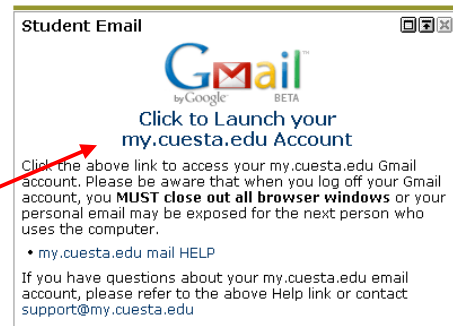 Student Email
Gmail™
by Google BETA
Click to Launch your
my.cuesta.edu Account
Click the above link to access your my.cuesta.edu Gmail
account. Please be aware that when you log off your Gmail
account, you MUST close out all browser windows or your
personal email may be exposed for the next person who
uses the computer.
• my.cuesta.edu mail HELP
If you have questions about your my.cuesta.edu email
account, please refer to the above Help link or contact
support@my.cuesta.edu